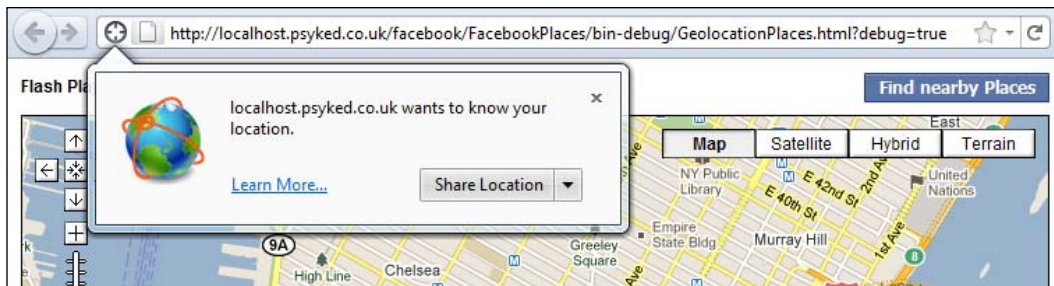 http://localhost.psyked.co.uk/facebook/FacebookPlaces/bin-debug/GeolocationPlaces.html?debug=true
Flash Pla
Find nearby Places
localhost.psyked.co.uk wants to know your
location.
Learn More...
Share Location
Map
Satellite
Hybrid
Terrain
East
NY Public
Library
E 42nd St
2nd Av
United
Nations
E 40th St
Empire
State Bldg
Murray Hill
1st Ave
8
9A
Greeley
Square
High Line
Chelsea
Ave
Ave
M
M
M
M